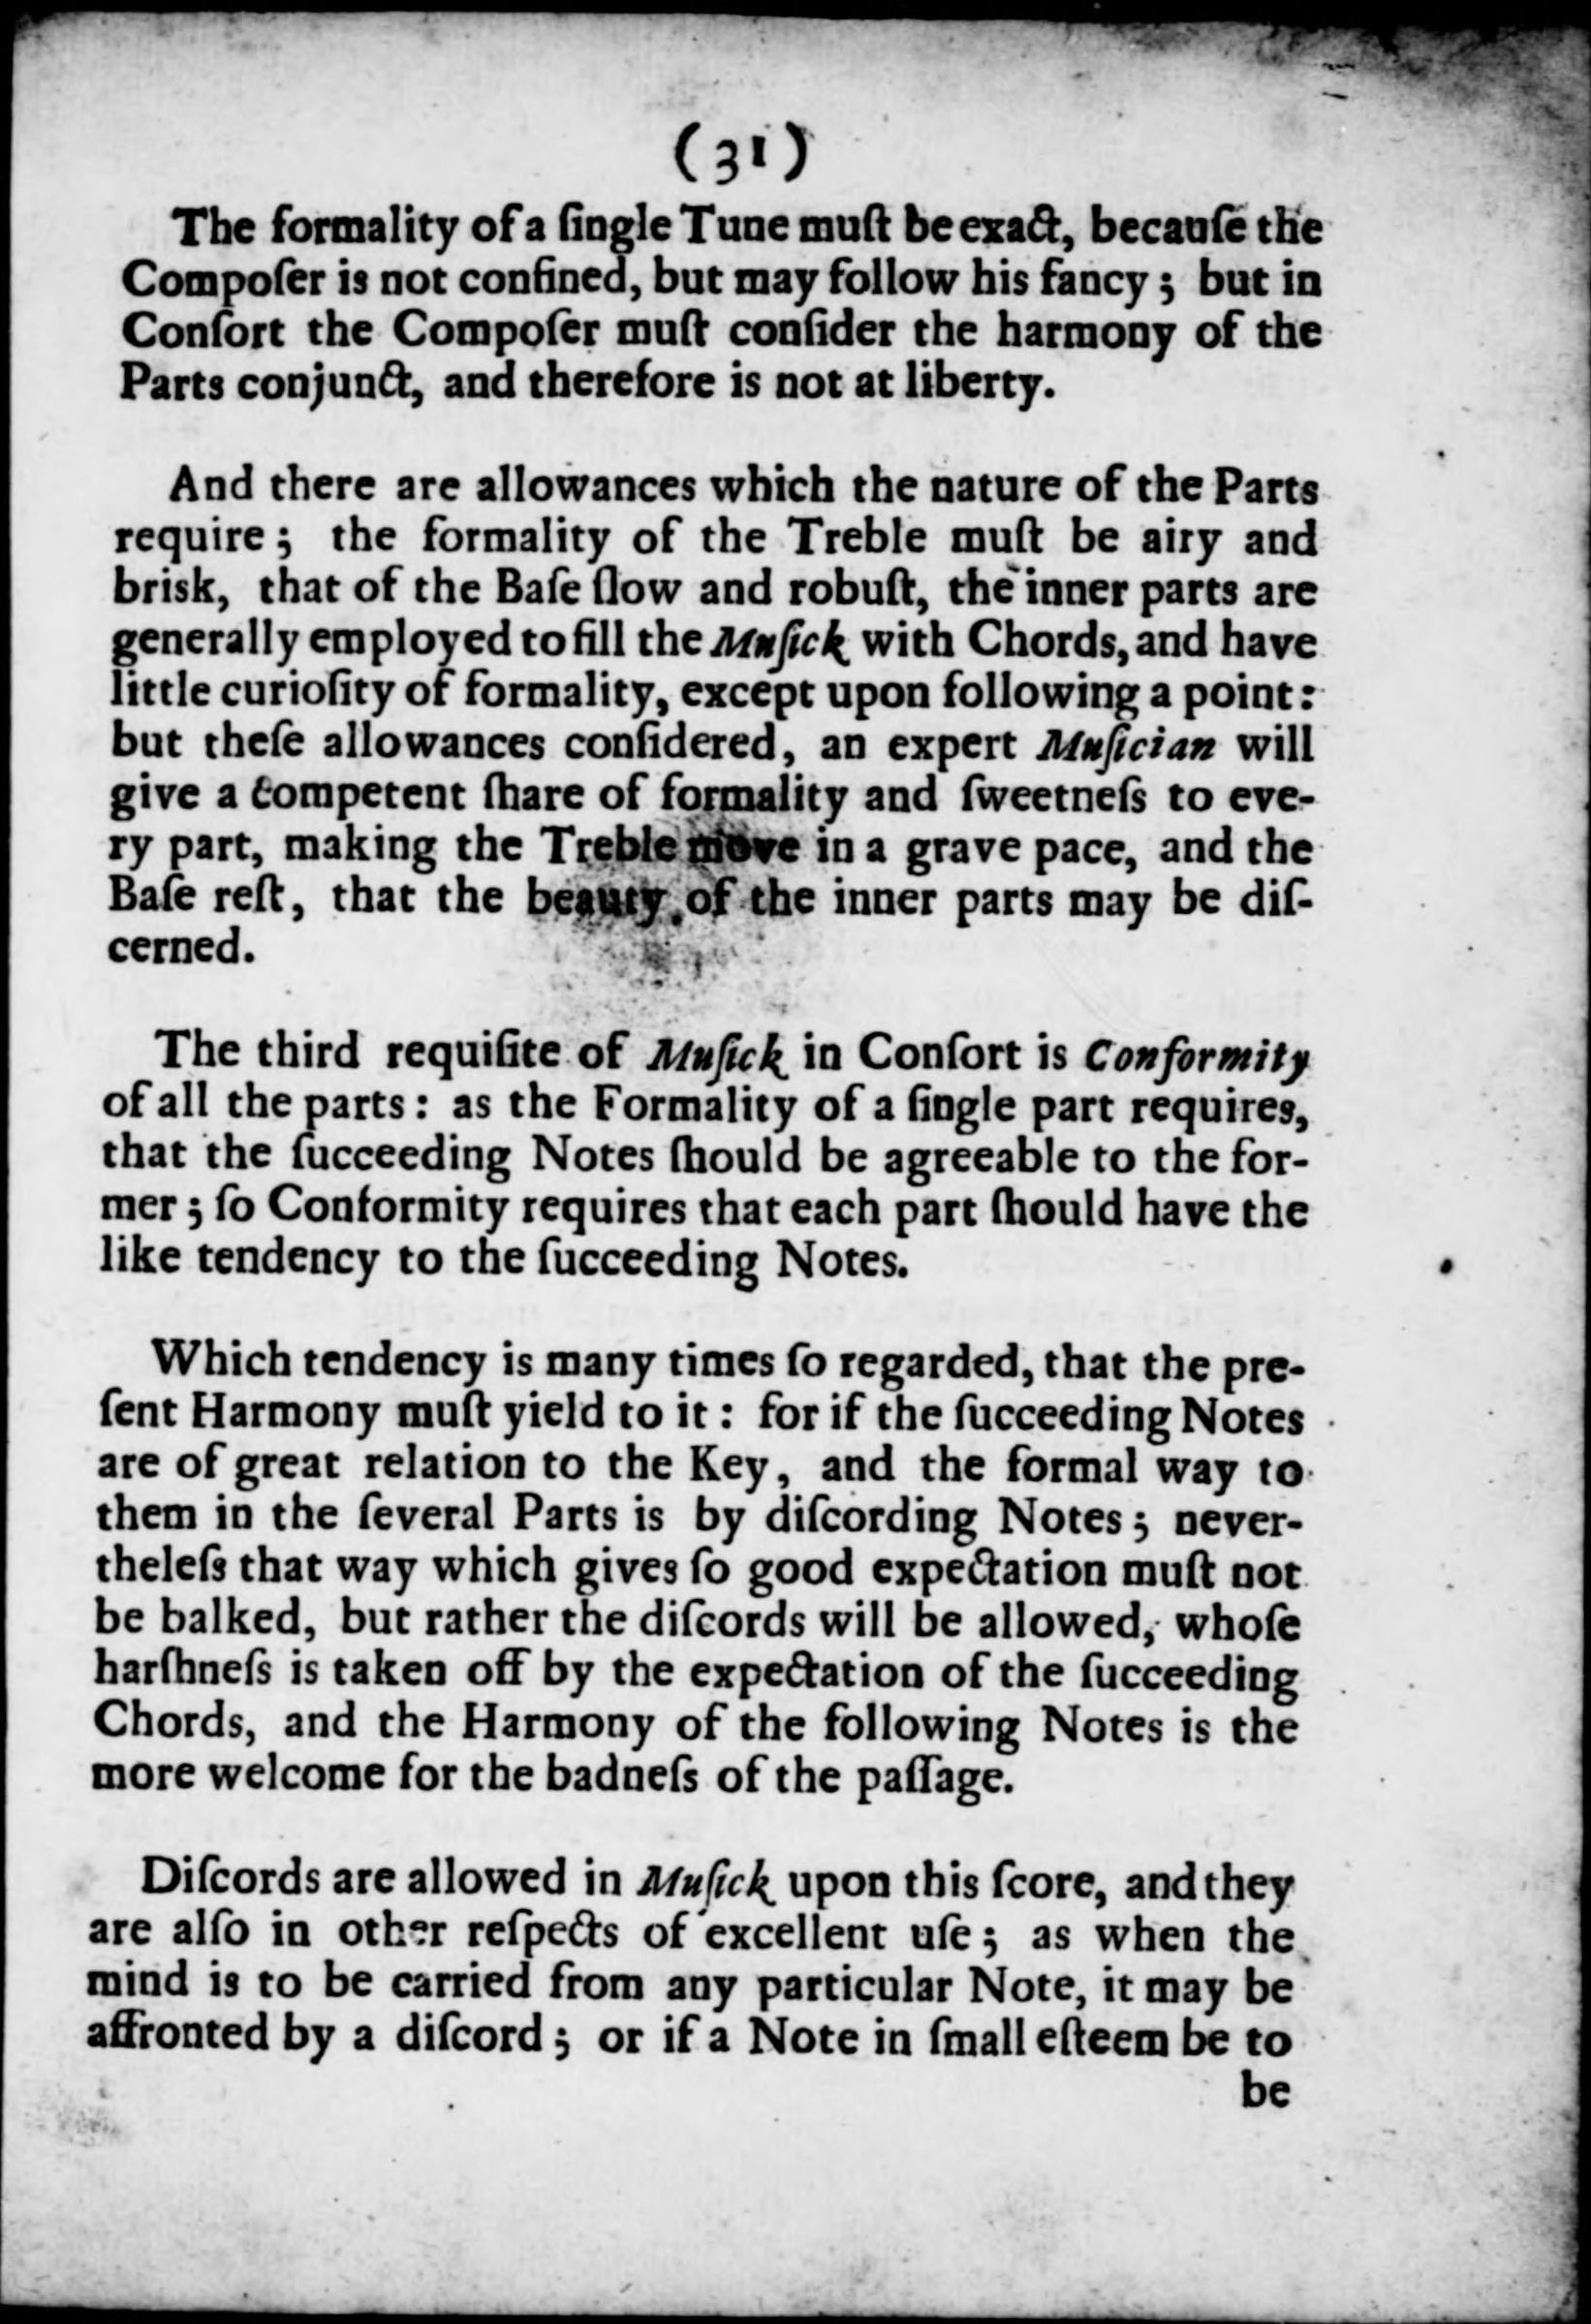 (31)
The formality of a ſingle Tune muſt be exact, becauſe the
Compoſer is not confined, but may follow his fancy; but in
Conſort the Compoſer muſt conſider the harmony of the
Parts conjunct, and therefore is not at liberty.
And there are allowances which the nature of the Parts
require; the formality of the Treble muſt be airy and
brisk, that of the Baſe ſlow and robuſt, the inner parts are
generally employed to fill the Muſick with Chords, and have
little curioſity of formality, except upon following a point:
but theſe allowances conſidered, an expert Muſician will
give a competent ſhare of formality and ſweetneſs to eve-
ry part, making the Treble move in a grave pace, and the
Baſe reſt, that the beauty of the inner parts may be diſ-
cerned.
The third requiſite of Muſick in Conſort is Conformity
of all the parts: as the Formality of a ſingle part requires,
that the ſucceeding Notes ſhould be agreeable to the for-
mer; ſo Conformity requires that each part ſhould have the
like tendency to the ſucceeding Notes.
Which tendency is many times ſo regarded, that the pre-
ſent Harmony muſt yield to it: for if the ſucceeding Notes
are of great relation to the Key, and the formal way to
them in the ſeveral Parts is by diſcording Notes; never-
theleſs that way which gives ſo good expectation muſt not
be balked, but rather the diſcords will be allowed, whoſe
harſhneſs is taken off by the expectation of the ſucceeding
Chords, and the Harmony of the following Notes is the
more welcome for the badneſs of the paſſage.
Diſcords are allowed in Muſick upon this ſcore, and they
are alſo in other reſpects of excellent uſe; as when the
mind is to be carried from any particular Note, it may be
affronted by a diſcord; or if a Note in ſmall eſteem be to
be